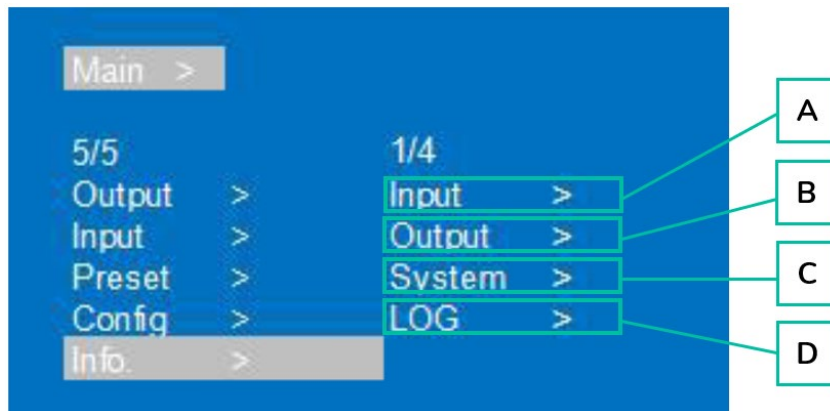 Main >
5/5 1/4
Output > Input > A
Input > Output > B
Preset > System > C
Config > LOG > D
Info. >